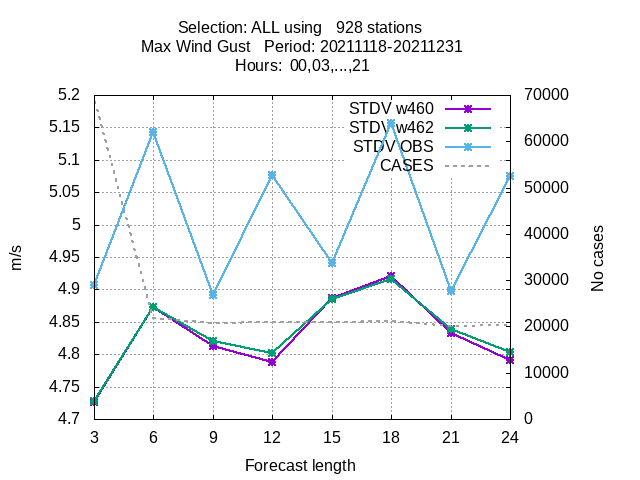 Selection: ALL using   928 stations
Max Wind Gust   Period: 20211118-20211231
Hours:  00,03,...,21
5.2
5.15
5.1
5.05
5
4.95
4.9
4.85
4.8
4.75
4.7
m/s
STDV w460
STDV w462
STDV OBS
CASES
70000
60000
50000
40000
30000
20000
10000
0
No cases
3 6 9 12 15 18 21 24
Forecast length